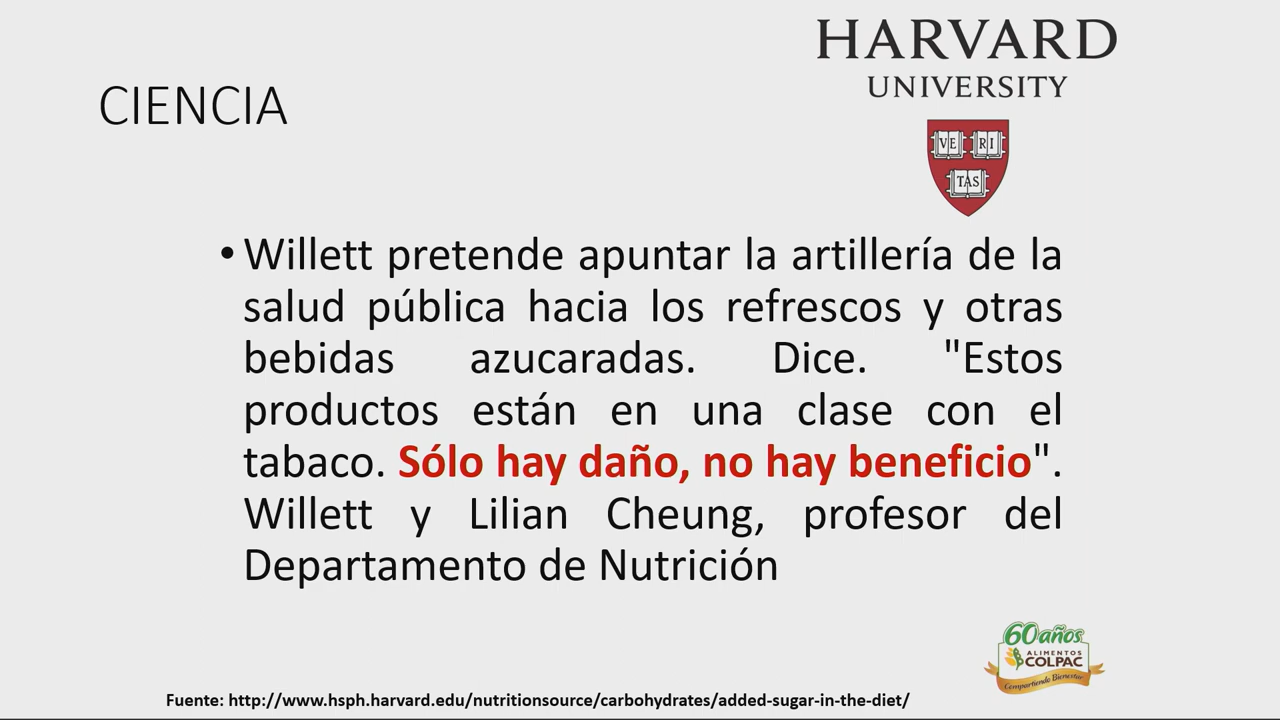 HARVARD
UNIVERSITY
CIENCIA
VE RI
TAS
• Willett pretende apuntar la artillería de la
salud pública hacia los refrescos y otras
bebidas azucaradas. Dice. "Estos
productos están en una clase con el
tabaco. Sólo hay daño, no hay beneficio".
Willett y Lilian Cheung, profesor del
Departamento de Nutrición
60años
ALIMENTOS
COLPAC
Compartiendo Bienestar
Fuente: http://www.hsph.harvard.edu/nutritionsource/carbohydrates/added-sugar-in-the-diet/